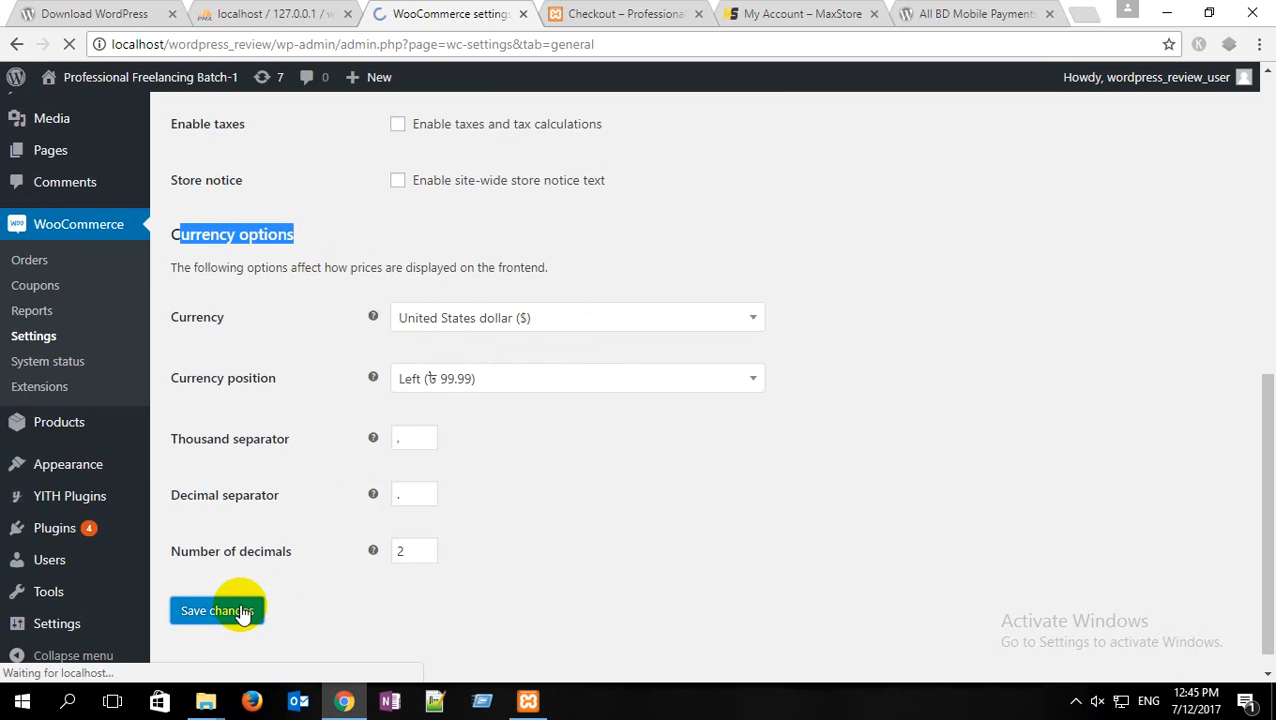 Download WordPress
localhost / 127.0.0.1 / w
WooCommerce settings
Checkout – Professional
My Account – MaxStore
All BD Mobile Payments
localhost/wordpress_review/wp-admin/admin.php?page=wc-settings&tab=general
Professional Freelancing Batch-1
7
0
New
Howdy, wordpress_review_user
Media
Pages
Comments
WooCommerce
Orders
Coupons
Reports
Settings
System status
Extensions
Products
Appearance
YITH Plugins
Plugins 4
Users
Tools
Settings
Collapse menu
Enable taxes
Enable taxes and tax calculations
Store notice
Enable site-wide store notice text
Currency options
The following options affect how prices are displayed on the frontend.
Currency
United States dollar ($)
Currency position
Left (৳ 99.99)
Thousand separator
,
Decimal separator
.
Number of decimals
2
Save changes
Activate Windows
Go to Settings to activate Windows.
Waiting for localhost...
ENG
12:45 PM
7/12/2017
1